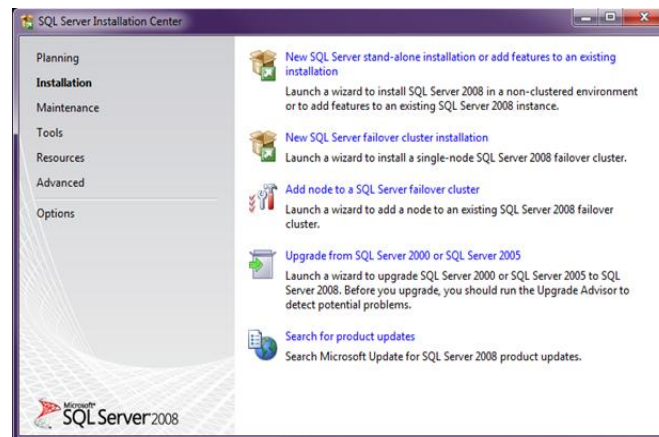 SQL Server Installation Center
Planning
Installation
Maintenance
Tools
Resources
Advanced
Options
New SQL Server stand-alone installation or add features to an existing
installation
Launch a wizard to install SQL Server 2008 in a non-clustered environment
or to add features to an existing SQL Server 2008 instance.
New SQL Server failover cluster installation
Launch a wizard to install a single-node SQL Server 2008 failover cluster.
Add node to a SQL Server failover cluster
Launch a wizard to add a node to an existing SQL Server 2008 failover
cluster.
Upgrade from SQL Server 2000 or SQL Server 2005
Launch a wizard to upgrade SQL Server 2000 or SQL Server 2005 to SQL
Server 2008. Before you upgrade, you should run the Upgrade Advisor to
detect potential problems.
Search for product updates
Search Microsoft Update for SQL Server 2008 product updates.
Microsoft
SQL Server 2008